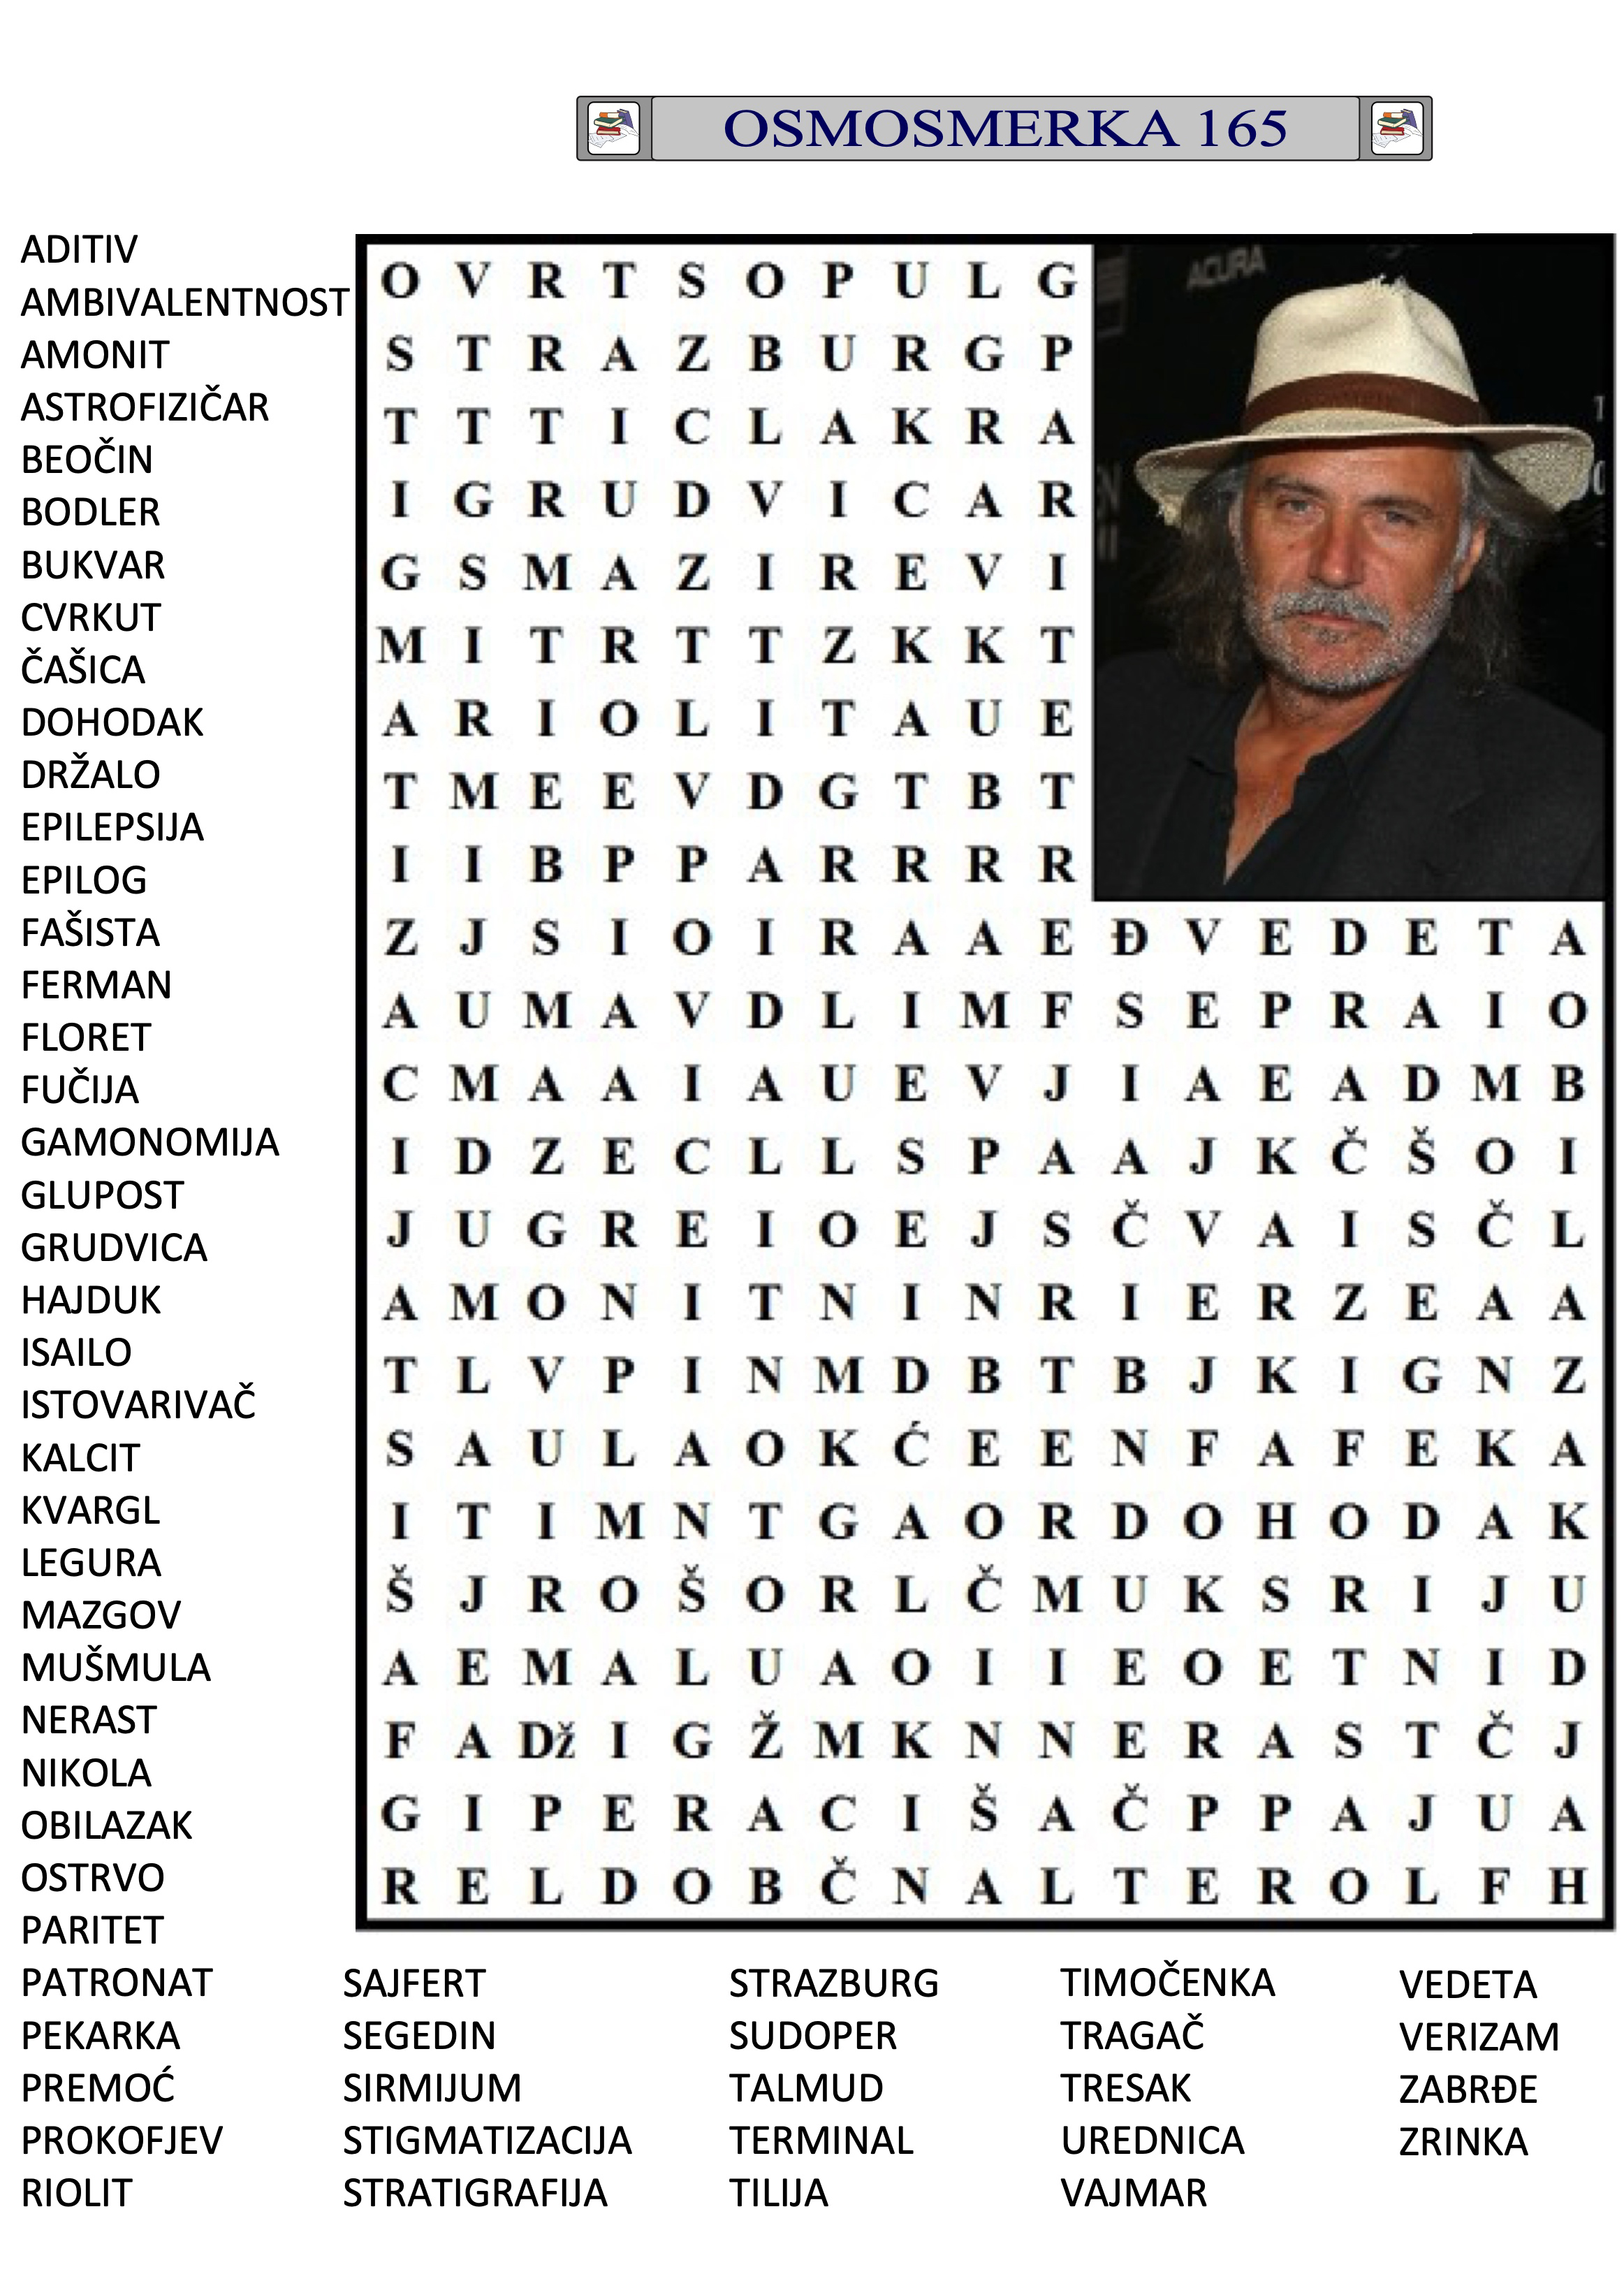 OSMOSMERKA 165
ADITIV
AMBIVALENTNOST
AMONIT
ASTROFIZIČAR
BEOČIN
BODLER
BUKVAR
CVRKUT
ČAŠICA
DOHODAK
DRŽALO
EPILEPSIJA
EPILOG
FAŠISTA
FERMAN
FLORET
FUČIJA
GAMONOMIJA
GLUPOST
GRUDVICA
HAJDUK
ISAILO
ISTOVARIVAČ
KALCIT
KVARGL
LEGURA
MAZGOV
MUŠMULA
NERAST
NIKOLA
OBILAZAK
OSTRVO
PARITET
PATRONAT
PEKARKA
PREMOĆ
PROKOFJEV
RIOLIT
O V R T S O P U L G
S T R A Z B U R G P
T T T I C L A K R A
I G R U D V I C A R
G S M A Z I R E V I
M I T R T T Z K K T
A R I O L I T A U E
T M E E V D G T B T
I I B P P A R R R R
Z J S I O I R A A E Đ V E D E T A
A U M A V D L I M F S E P R A I O
C M A A I A U E V J I A E A D M B
I D Z E C L L S P A A J K Č Š O I
J U G R E I O E J S Č V A I S Č L
A M O N I T N I N R I E R Z E A A
T L V P I N M D B T B J K I G N Z
S A U L A O K Ć E E N F A F E K A
I T I M N T G A O R D O H O D A K
Š J R O Š O R L Č M U K S R I J U
A E M A L U A O I I E O E T N I D
F A Dž I G Ž M K N N E R A S T Č J
G I P E R A C I Š A Č P P A J U A
R E L D O B Č N A L T E R O L F H
ACURA
SAJFERT
SEGEDIN
SIRMIJUM
STIGMATIZACIJA
STRATIGRAFIJA
STRAZBURG
SUDOPER
TALMUD
TERMINAL
TILIJA
TIMOČENKA
TRAGAČ
TRESAK
UREDNICA
VAJMAR
VEDETA
VERIZAM
ZABRĐE
ZRINKA